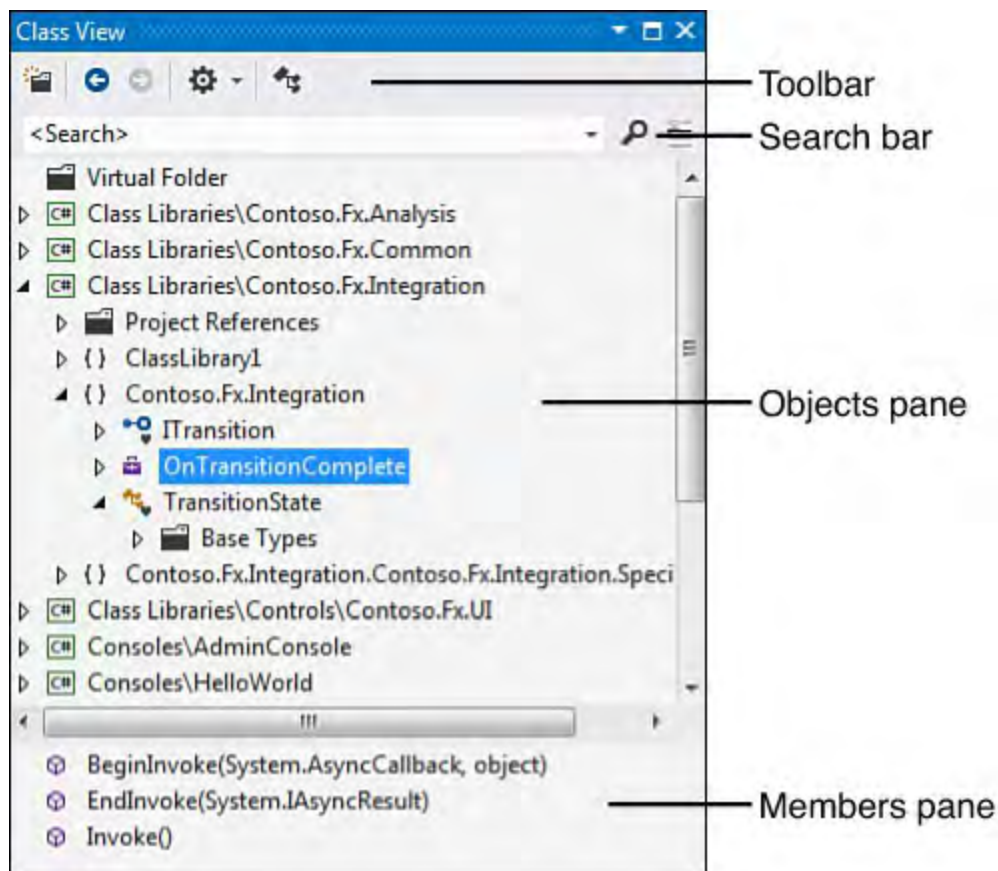 Class View
Toolbar
<Search>
Search bar
Virtual Folder
C# Class Libraries\Contoso.Fx.Analysis
C# Class Libraries\Contoso.Fx.Common
C# Class Libraries\Contoso.Fx.Integration
Project References
{ } ClassLibrary1
{ } Contoso.Fx.Integration
Objects pane
ITransition
OnTransitionComplete
TransitionState
Base Types
{ } Contoso.Fx.Integration.Contoso.Fx.Integration.Speci
C# Class Libraries\Controls\Contoso.Fx.UI
C# Consoles\AdminConsole
C# Consoles\HelloWorld
BeginInvoke(System.AsyncCallback, object)
EndInvoke(System.IAsyncResult)
Members pane
Invoke()